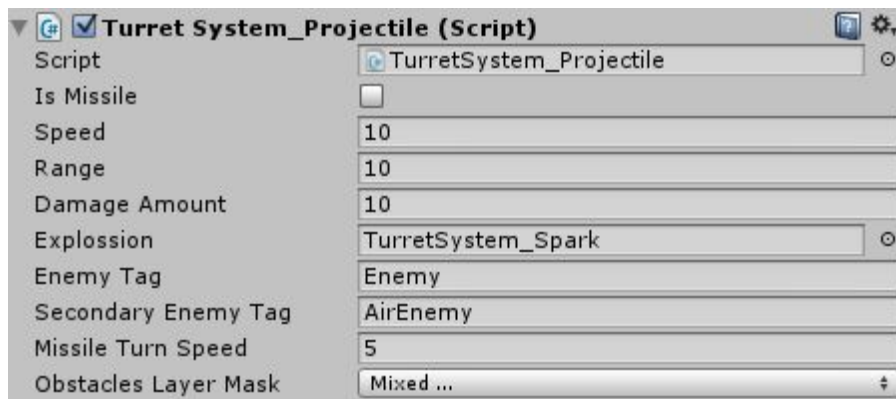 Turret System_Projectile (Script)
Script TurretSystem_Projectile
Is Missile
Speed 10
Range 10
Damage Amount 10
Explossion TurretSystem_Spark
Enemy Tag Enemy
Secondary Enemy Tag AirEnemy
Missile Turn Speed 5
Obstacles Layer Mask Mixed ...